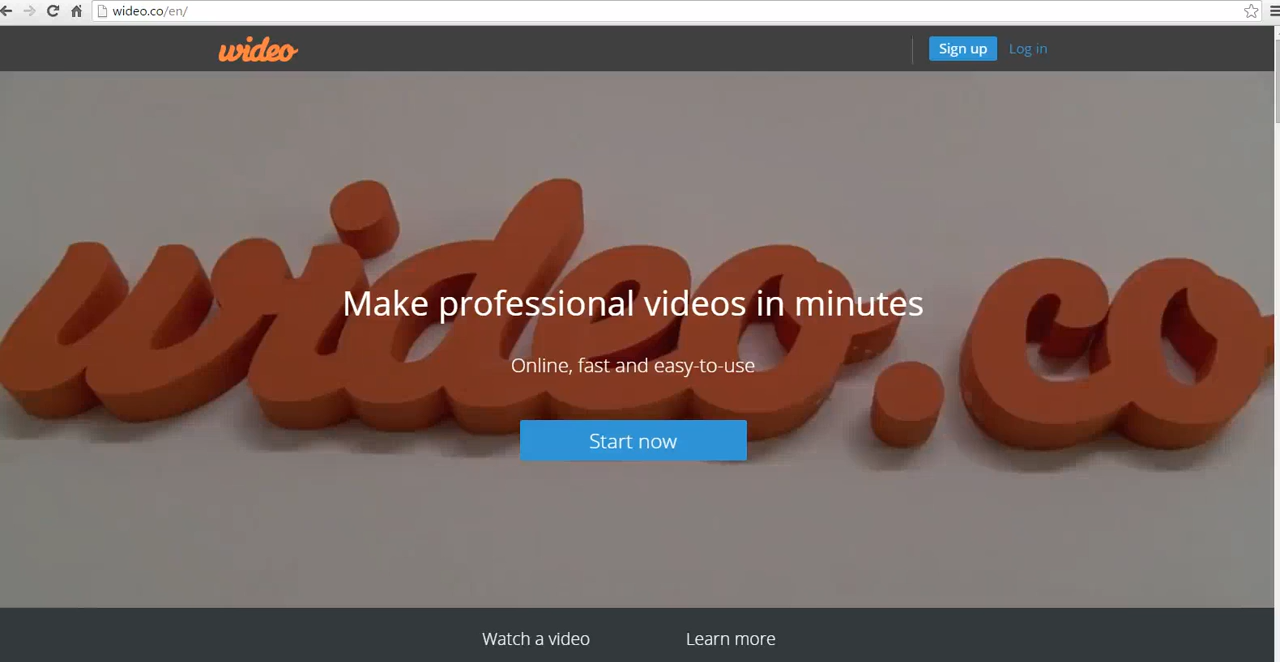 wideo.co/en/
wideo
Sign up
Log in
wideo.co
Make professional videos in minutes
Online, fast and easy-to-use
Start now
Watch a video
Learn more